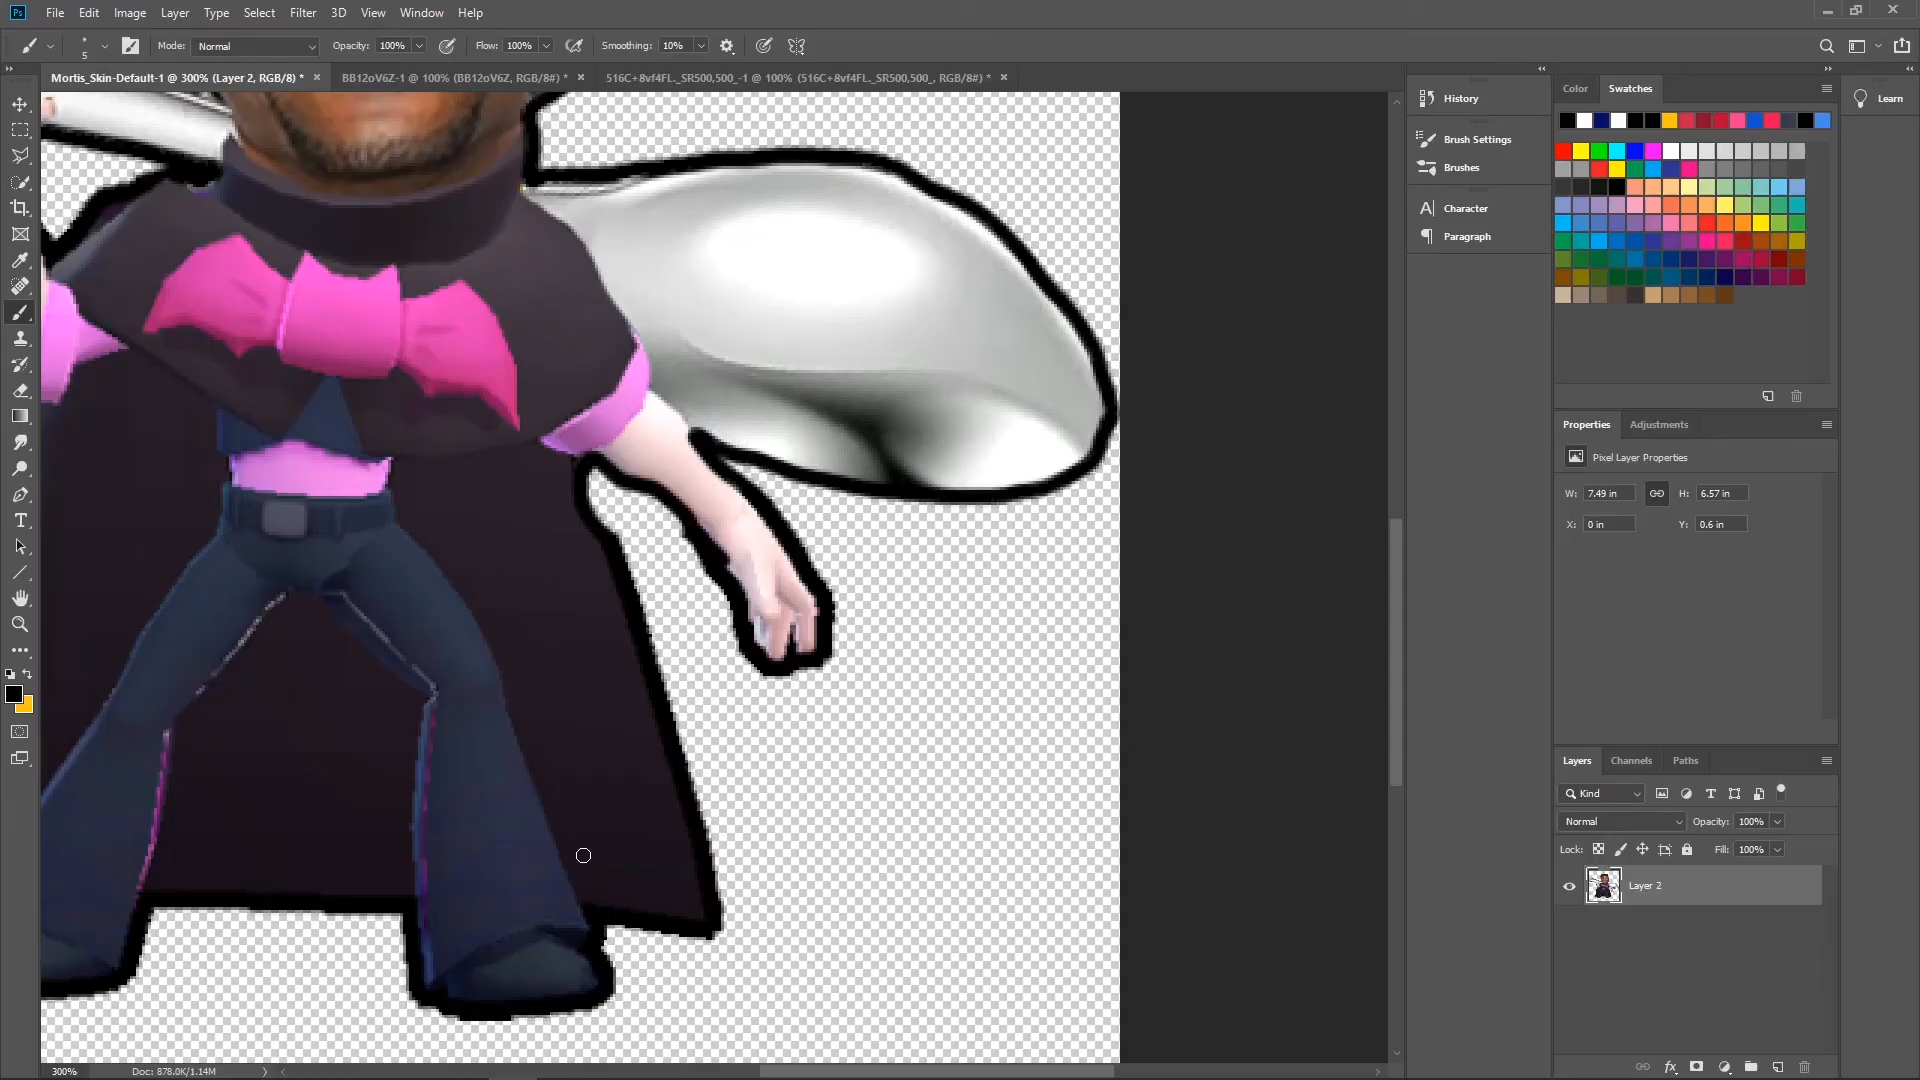 Ps File Edit Image Layer Type Select Filter 3D View Window Help
5 Mode: Normal Opacity: 100% Flow: 100% Smoothing: 10%
Mortis_Skin-Default-1 @ 300% (Layer 2, RGB/8) * × BB12oV6Z-1 @ 100% (BB12oV6Z, RGB/8#) * × 516C+8vf4FL._SR500,500_-1 @ 100% (516C+8vf4FL._SR500,500_, RGB/8#) * ×
History
Brush Settings
Brushes
Character
Paragraph
Color Swatches
Learn
Properties Adjustments
Pixel Layer Properties
W: 7.49 in H: 6.57 in
X: 0 in Y: 0.6 in
Layers Channels Paths
Kind
Normal Opacity: 100%
Lock: Fill: 100%
Layer 2
300% Doc: 878.0K/1.14M